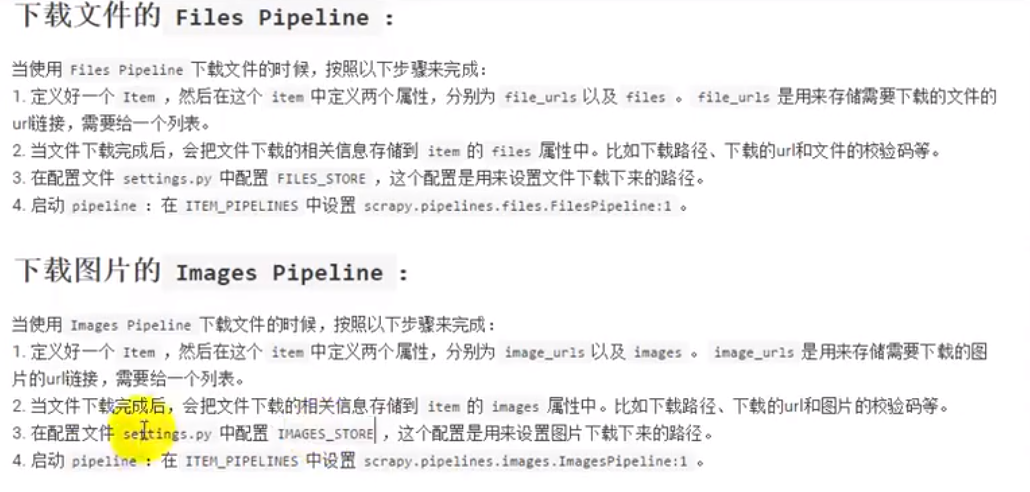 下载文件的 Files Pipeline：
当使用 Files Pipeline 下载文件的时候，按照以下步骤来完成：
1. 定义好一个 Item ，然后在这个 item 中定义两个属性，分别为 file_urls 以及 files 。 file_urls 是用来存储需要下载的文件的
url链接，需要给一个列表。
2. 当文件下载完成后，会把文件下载的相关信息存储到 item 的 files 属性中。比如下载路径、下载的url和文件的校验码等。
3. 在配置文件 settings.py 中配置 FILES_STORE ，这个配置是用来设置文件下载下来的路径。
4. 启动 pipeline ：在 ITEM_PIPELINES 中设置 scrapy.pipelines.files.FilesPipeline:1 。
下载图片的 Images Pipeline：
当使用 Images Pipeline 下载文件的时候，按照以下步骤来完成：
1. 定义好一个 Item ，然后在这个 item 中定义两个属性，分别为 image_urls 以及 images 。 image_urls 是用来存储需要下载的图
片的url链接，需要给一个列表。
2. 当文件下载完成后，会把文件下载的相关信息存储到 item 的 images 属性中。比如下载路径、下载的url和图片的校验码等。
3. 在配置文件 settings.py 中配置 IMAGES_STORE ，这个配置是用来设置图片下载下来的路径。
4. 启动 pipeline ：在 ITEM_PIPELINES 中设置 scrapy.pipelines.images.ImagesPipeline:1 。